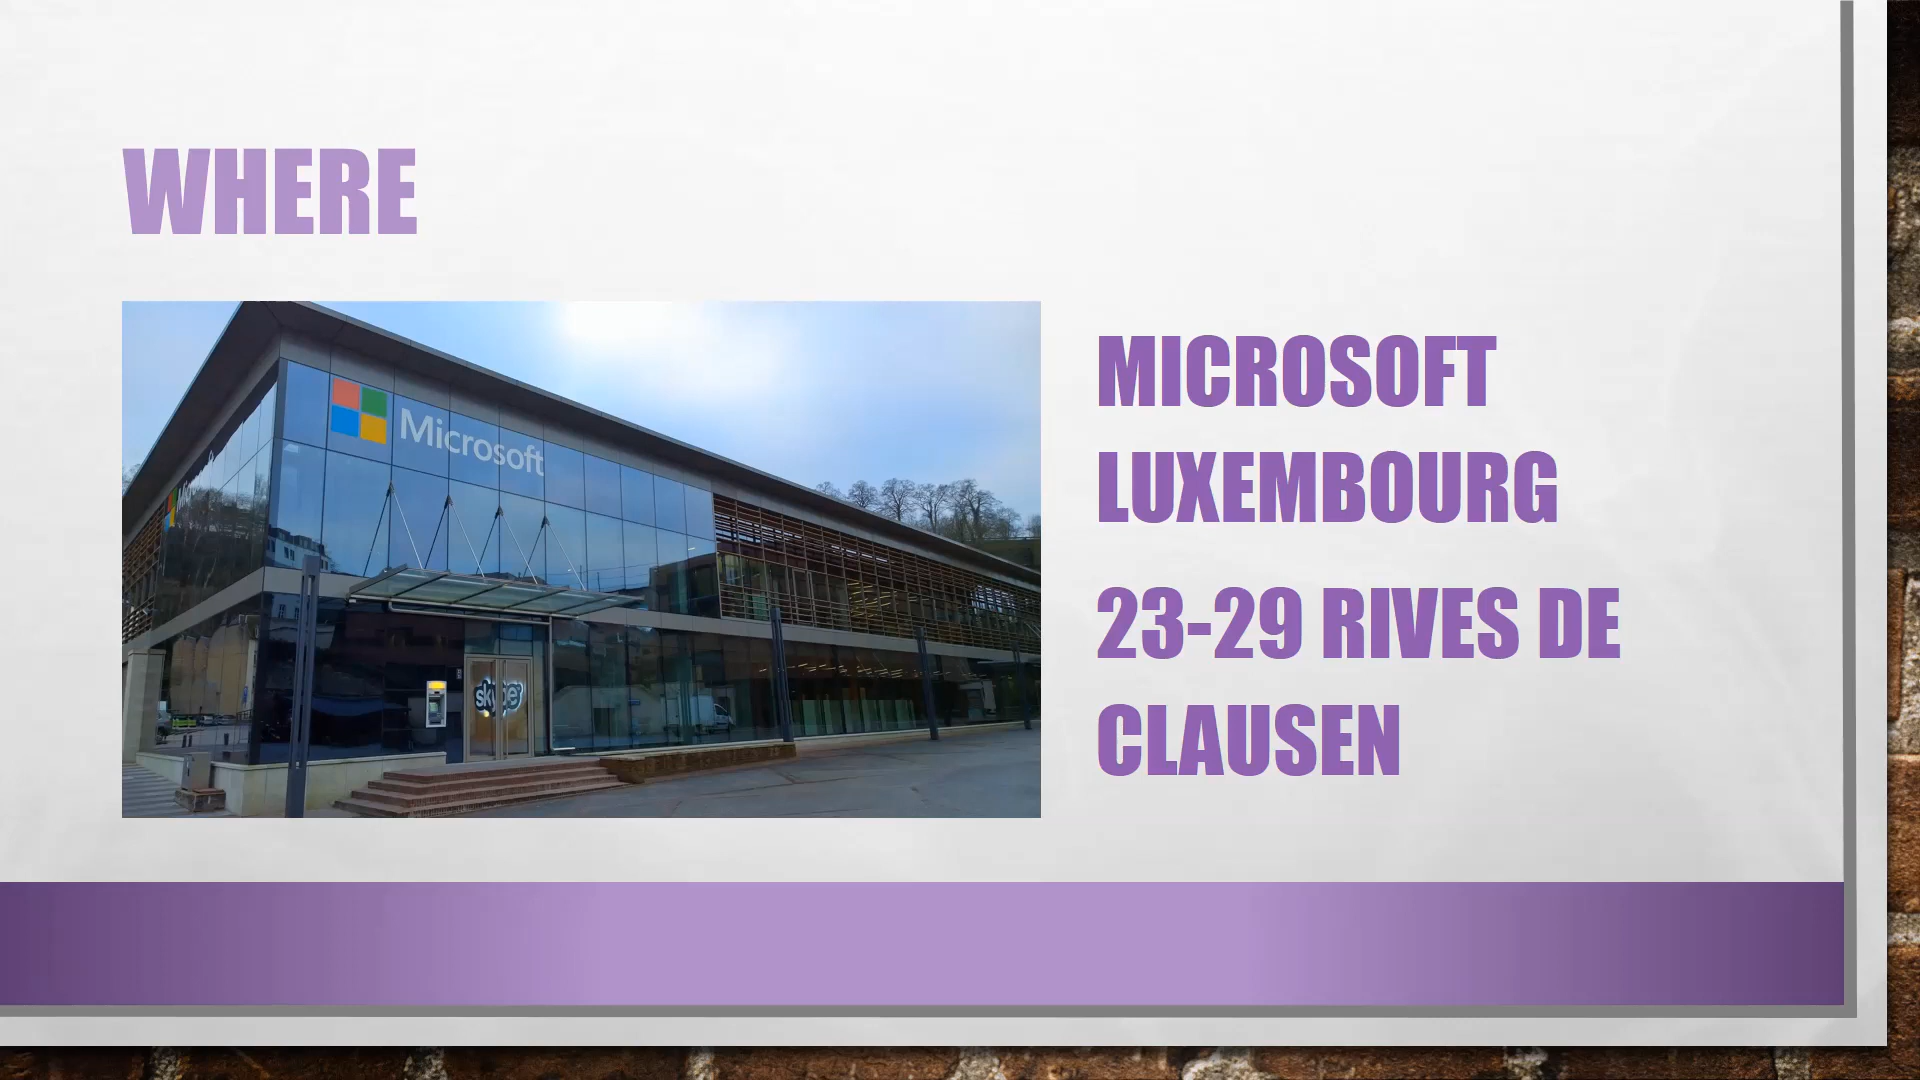 WHERE
Microsoft
skype
MICROSOFT
LUXEMBOURG
23-29 RIVES DE
CLAUSEN